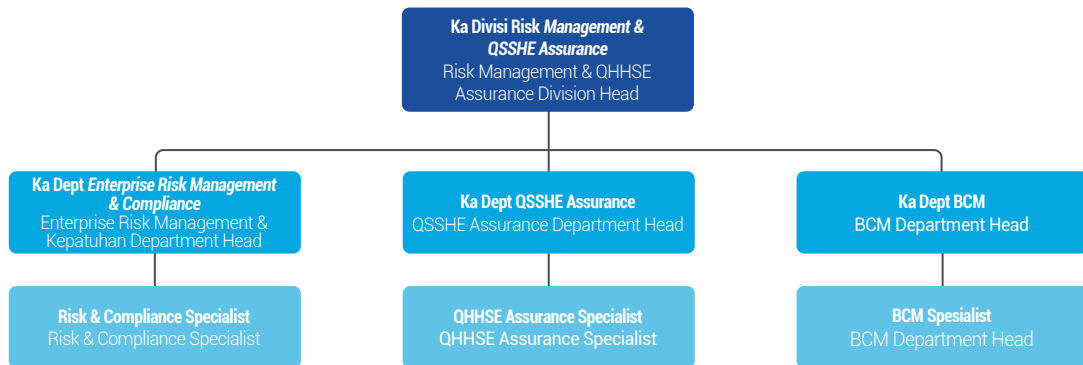 Ka Divisi Risk Management &
QSSHE Assurance
Risk Management & QHHSE
Assurance Division Head
Ka Dept Enterprise Risk Management
& Compliance
Enterprise Risk Management &
Kepatuhan Department Head
Ka Dept QSSHE Assurance
QSSHE Assurance Department Head
Ka Dept BCM
BCM Department Head
Risk & Compliance Specialist
Risk & Compliance Specialist
QHHSE Assurance Specialist
QHHSE Assurance Specialist
BCM Spesialist
BCM Department Head